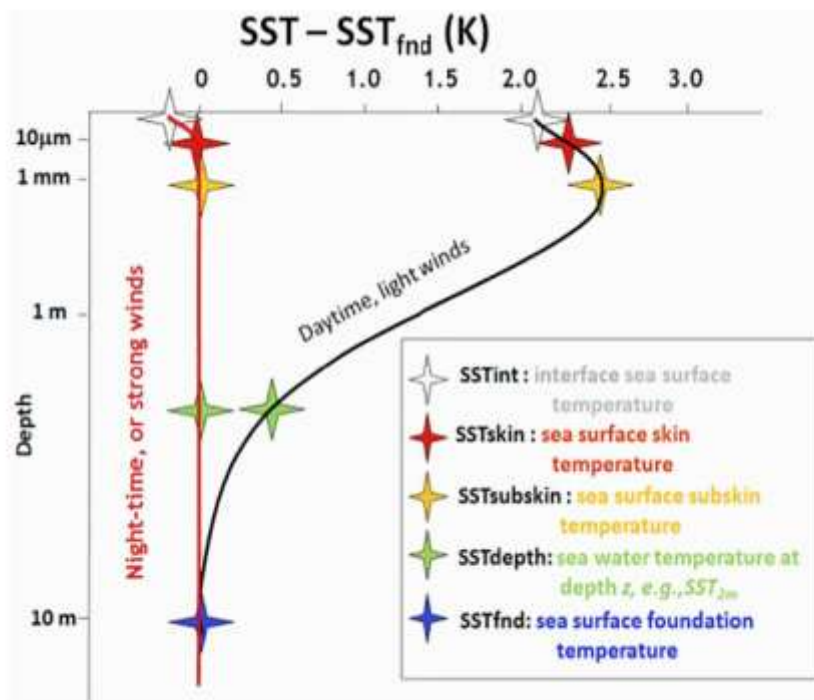 SST – SSTfnd (K)
0 0.5 1.0 1.5 2.0 2.5 3.0
10μm
1 mm
1 m
10 m
Depth
Night-time, or strong winds
Daytime, light winds
SSTint : interface sea surface
temperature
SSTskin : sea surface skin
temperature
SSTsubskin : sea surface subskin
temperature
SSTdepth: sea water temperature at
depth z, e.g.,SST2m
SSTfnd: sea surface foundation
temperature